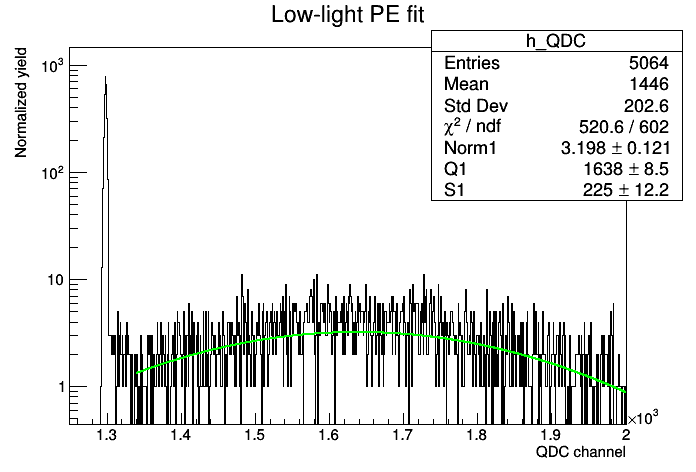 Low-light PE fit
h_QDC
Entries 5064
Mean 1446
Std Dev 202.6
χ² / ndf 520.6 / 602
Norm1 3.198 ± 0.121
Q1 1638 ± 8.5
S1 225 ± 12.2
Normalized yield
10³
10²
10
1
1.3 1.4 1.5 1.6 1.7 1.8 1.9 2
×10³
QDC channel